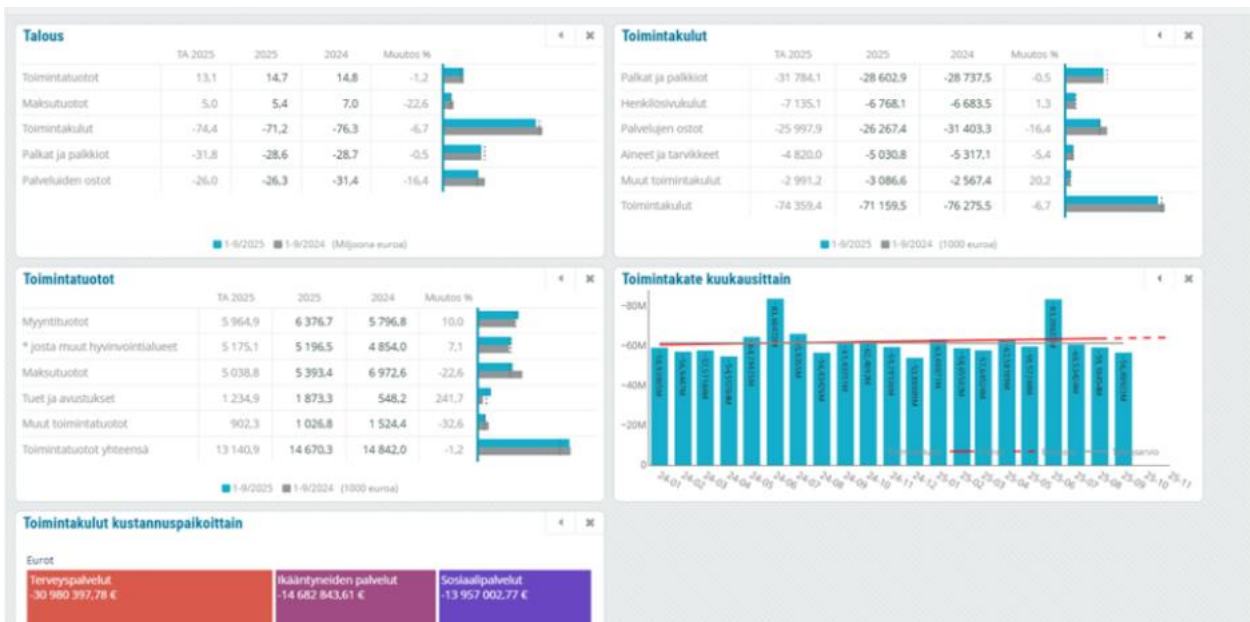 Talous
TA 2025 2025 2024 Muutos %
Toimintatuotot 13,1 14,7 14,8 -1,2
Maksutuotot 5,0 5,4 7,0 -22,6
Toimintakulut -74,4 -71,2 -76,3 -6,7
Palkat ja palkkiot -31,8 -28,6 -28,7 -0,5
Palveluiden ostot -26,0 -26,3 -31,4 -16,4
1-9/2025 1-9/2024 (Miljoona euroa)
Toimintakulut
TA 2025 2025 2024 Muutos %
Palkat ja palkkiot -31 784,1 -28 602,9 -28 737,5 -0,5
Henkilösivukulut -7 135,1 -6 768,1 -6 683,5 1,3
Palvelujen ostot -25 997,9 -26 267,4 -31 403,3 -16,4
Aineet ja tarvikkeet -4 820,0 -5 030,8 -5 317,1 -5,4
Muut toimintakulut -2 991,2 -3 086,6 -2 567,4 20,2
Toimintakulut -74 359,4 -71 159,5 -76 275,5 -6,7
1-9/2025 1-9/2024 (1000 euroa)
Toimintatuotot
TA 2025 2025 2024 Muutos %
Myyntituotot 5 964,9 6 376,7 5 796,8 10,0
* josta muut hyvinvointialueet 5 175,1 5 196,5 4 854,0 7,1
Maksutuotot 5 038,8 5 393,4 6 972,6 -22,6
Tuet ja avustukset 1 234,9 1 873,3 548,2 241,7
Muut toimintatuotot 902,3 1 026,8 1 524,4 -32,6
Toimintatuotot yhteensä 13 140,9 14 670,3 14 842,0 -1,2
1-9/2025 1-9/2024 (1000 euroa)
Toimintakate kuukausittain
-80M
-60M
-40M
-20M
0
24-01 24-02 24-03 24-04 24-05 24-06 24-07 24-08 24-09 24-10 24-11 24-12 25-01 25-02 25-03 25-04 25-05 25-06 25-07 25-08 25-09 25-10 25-11
Toimintakulut kustannuspaikoittain
Eurot
Terveyspalvelut
-30 980 397,78 €
Ikääntyneiden palvelut
-14 682 843,61 €
Sosiaalipalvelut
-13 957 002,77 €